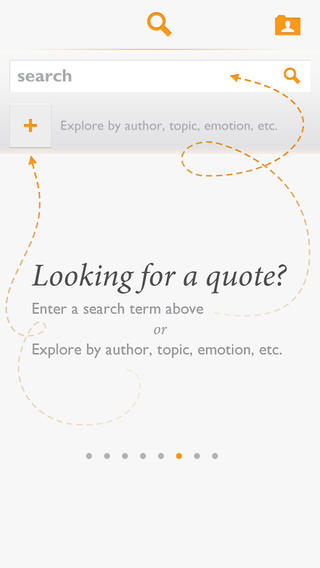 search
Explore by author, topic, emotion, etc.
Looking for a quote?
Enter a search term above
or
Explore by author, topic, emotion, etc.